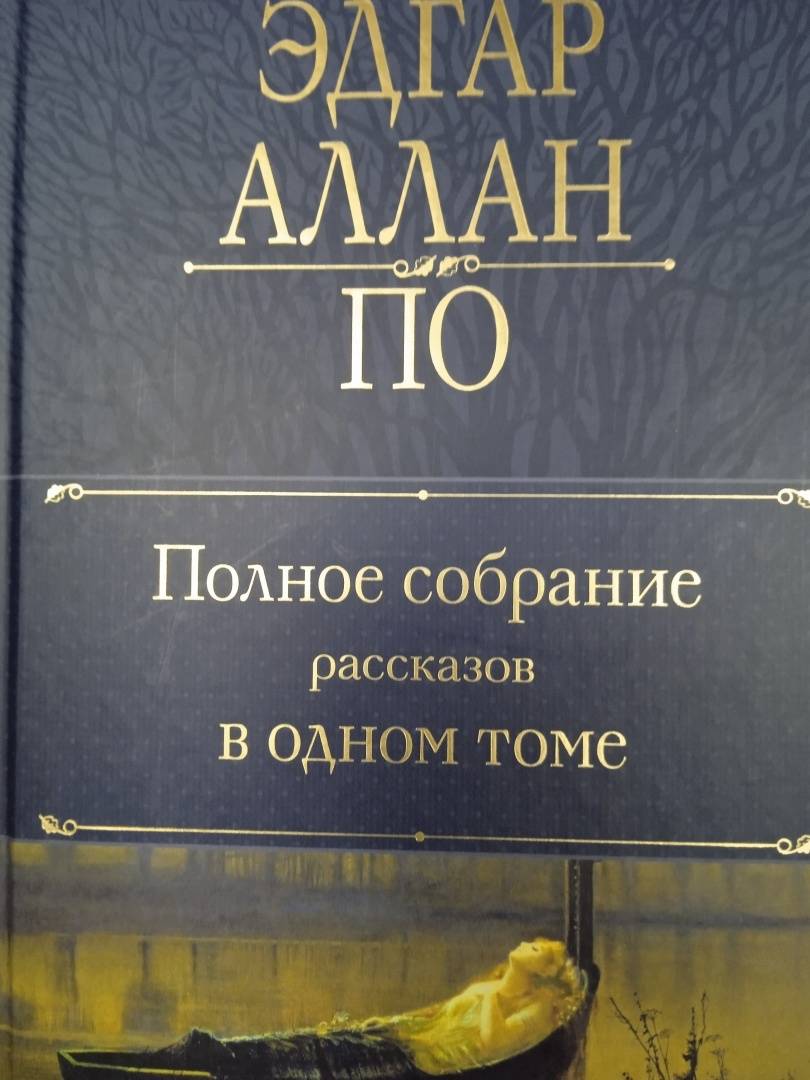 ЭДГАР
АЛЛАН
ПО
Полное собрание
рассказов
в одном томе